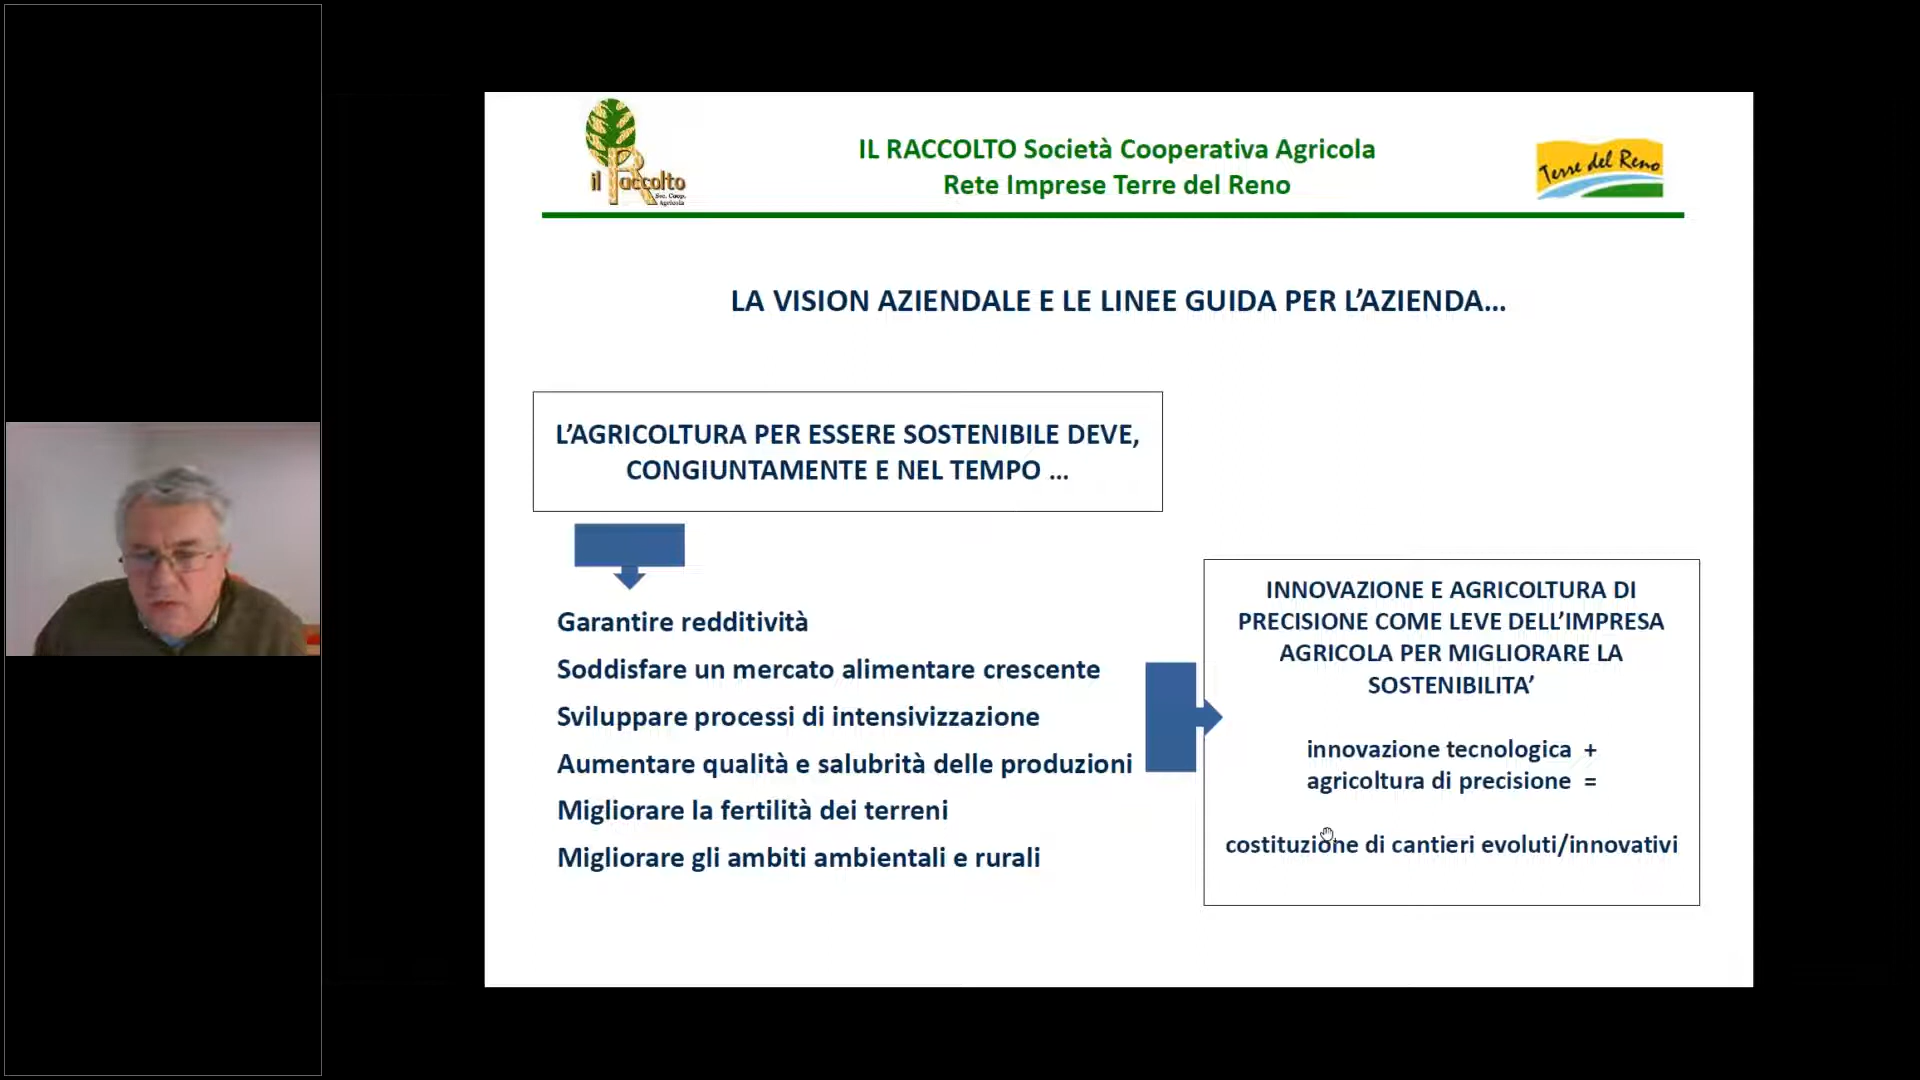 il Raccolto
Soc. Coop.
Agricola
IL RACCOLTO Società Cooperativa Agricola
Rete Imprese Terre del Reno
Terre del Reno
LA VISION AZIENDALE E LE LINEE GUIDA PER L’AZIENDA...
L’AGRICOLTURA PER ESSERE SOSTENIBILE DEVE,
CONGIUNTAMENTE E NEL TEMPO ...
Garantire redditività
Soddisfare un mercato alimentare crescente
Sviluppare processi di intensivizzazione
Aumentare qualità e salubrità delle produzioni
Migliorare la fertilità dei terreni
Migliorare gli ambiti ambientali e rurali
INNOVAZIONE E AGRICOLTURA DI
PRECISIONE COME LEVE DELL’IMPRESA
AGRICOLA PER MIGLIORARE LA
SOSTENIBILITA’
innovazione tecnologica +
agricoltura di precisione =
costituzione di cantieri evoluti/innovativi